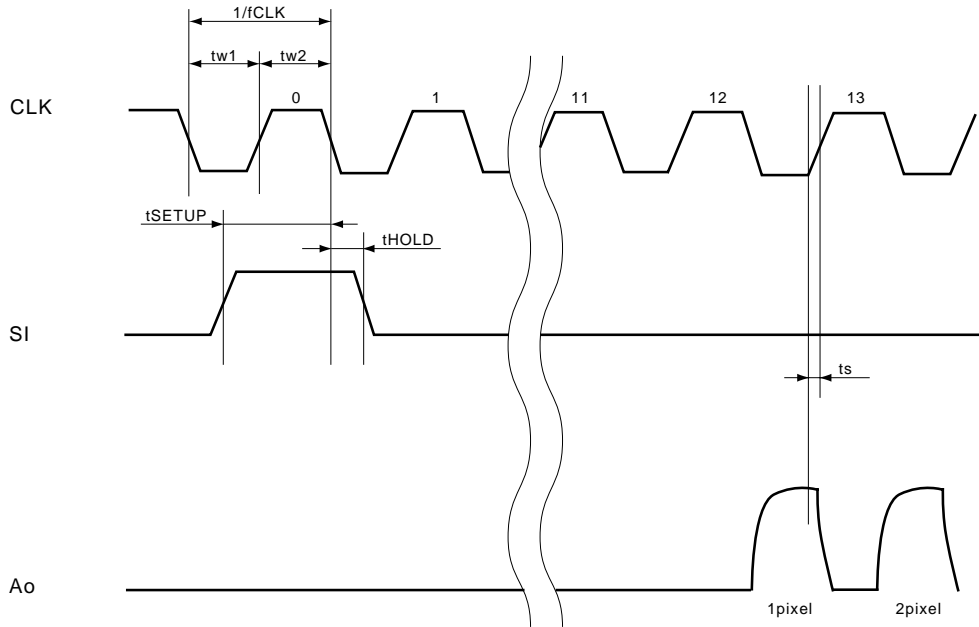 1/fCLK
tw1 tw2
CLK 0 1 11 12 13
tSETUP
tHOLD
SI
ts
Ao
1pixel 2pixel